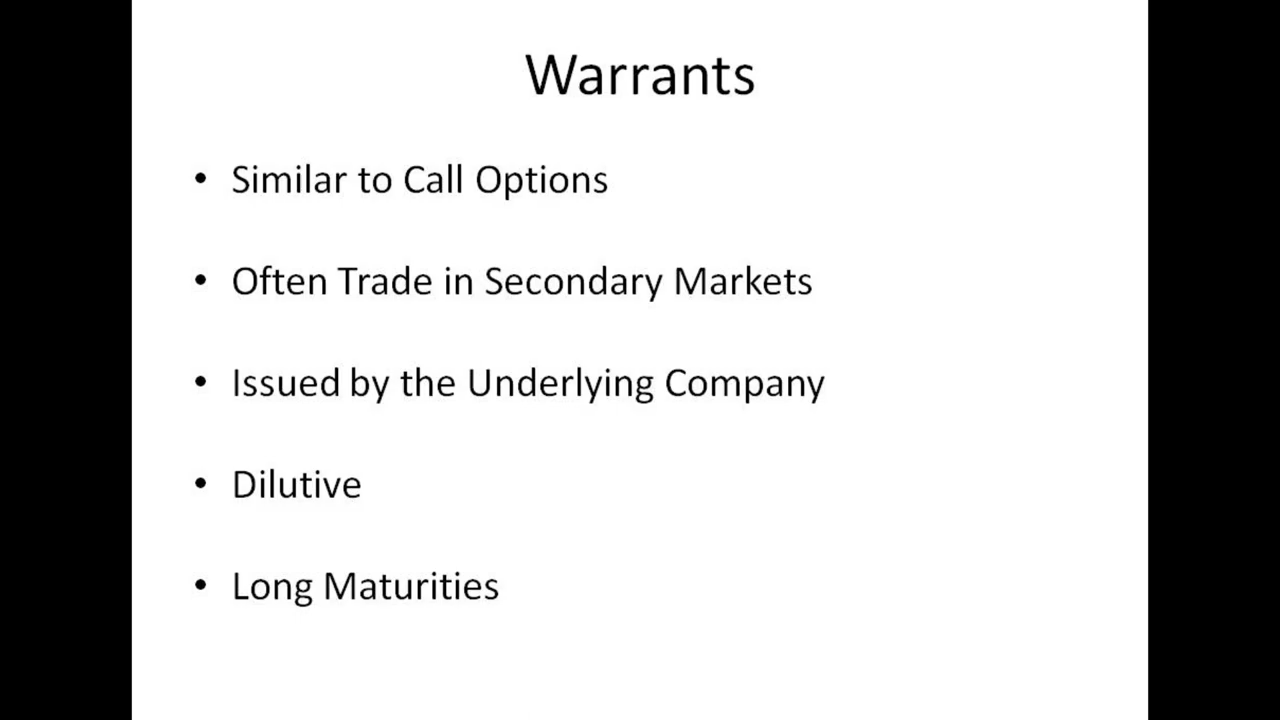 Warrants
• Similar to Call Options
• Often Trade in Secondary Markets
• Issued by the Underlying Company
• Dilutive
• Long Maturities